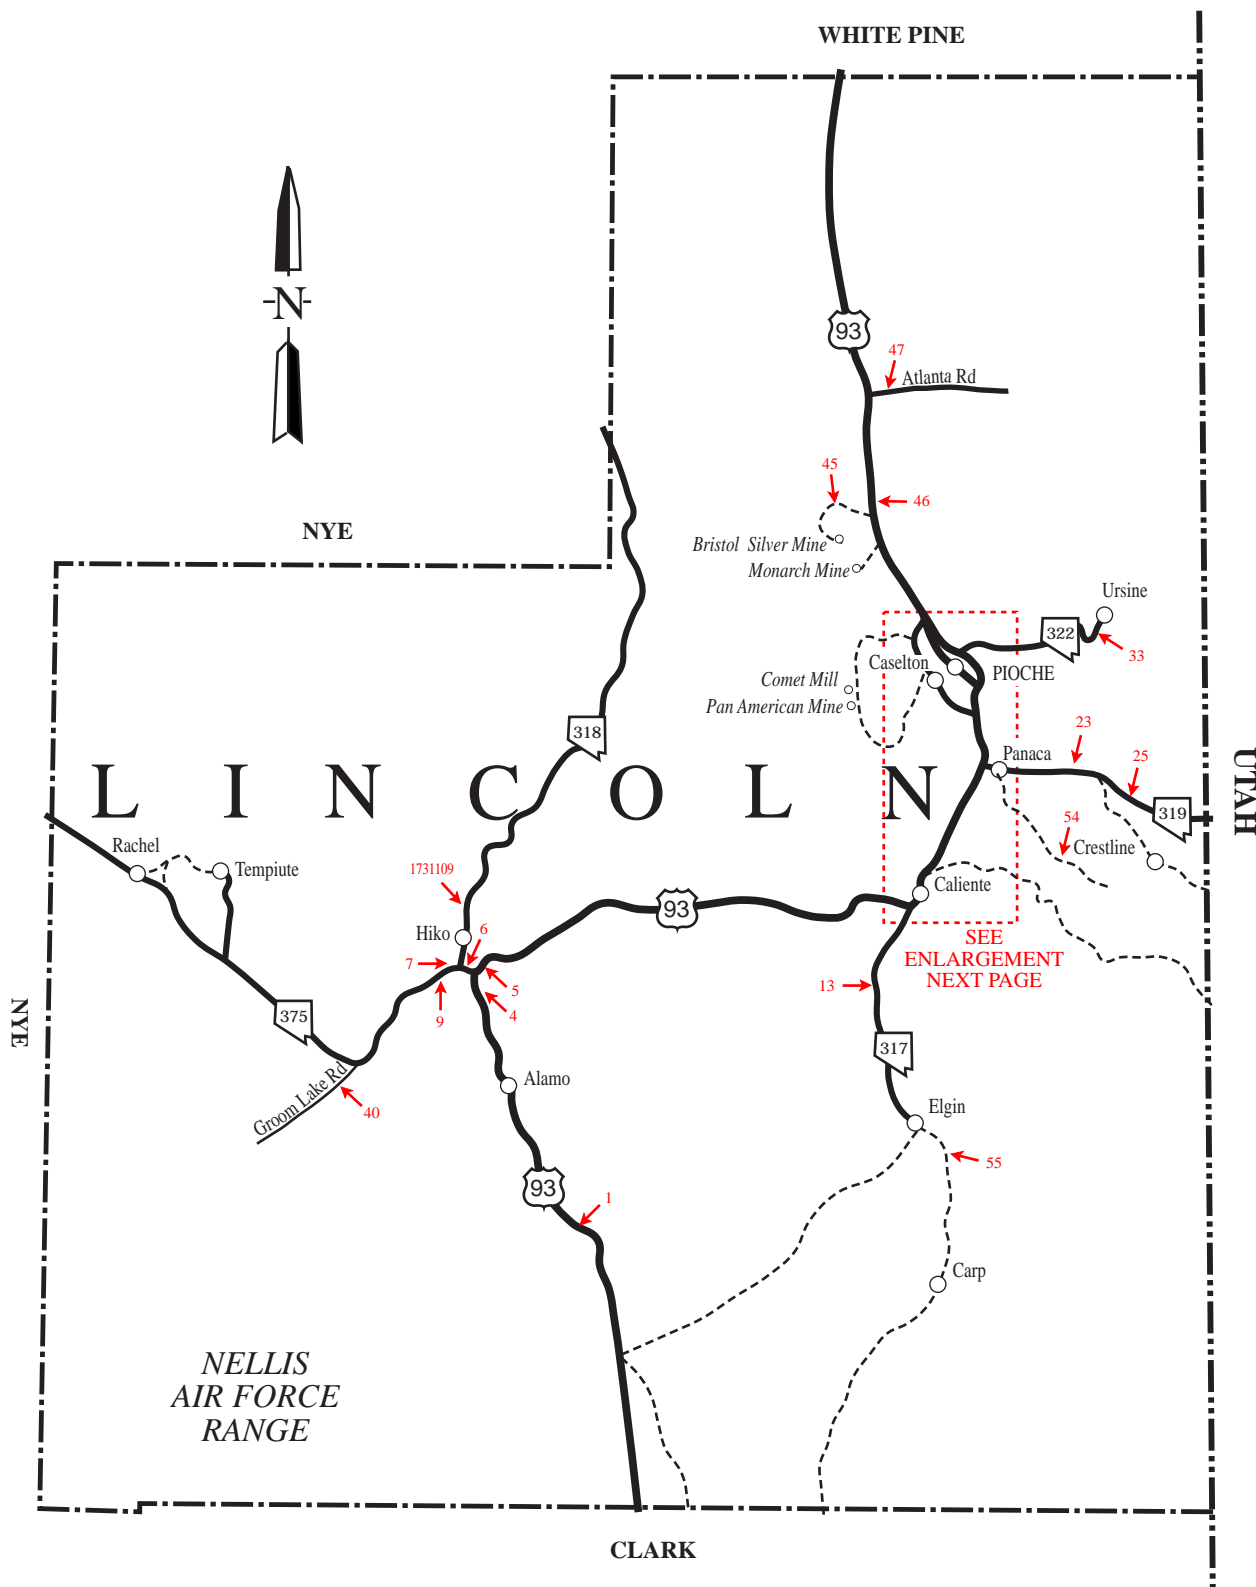 WHITE PINE
N
93
47
Atlanta Rd
45
46
NYE
Bristol Silver Mine
Monarch Mine
Ursine
322
33
Caselton
PIOCHE
Comet Mill
Pan American Mine
318
23
Panaca
25
LINCOLN
UTAH
319
54
Crestline
Rachel
Tempiute
1731109
Caliente
93
Hiko
6
7
SEE
ENLARGEMENT
NEXT PAGE
5
13
4
9
NYE
375
317
Groom Lake Rd
40
Alamo
Elgin
55
93
1
Carp
NELLIS
AIR FORCE
RANGE
CLARK